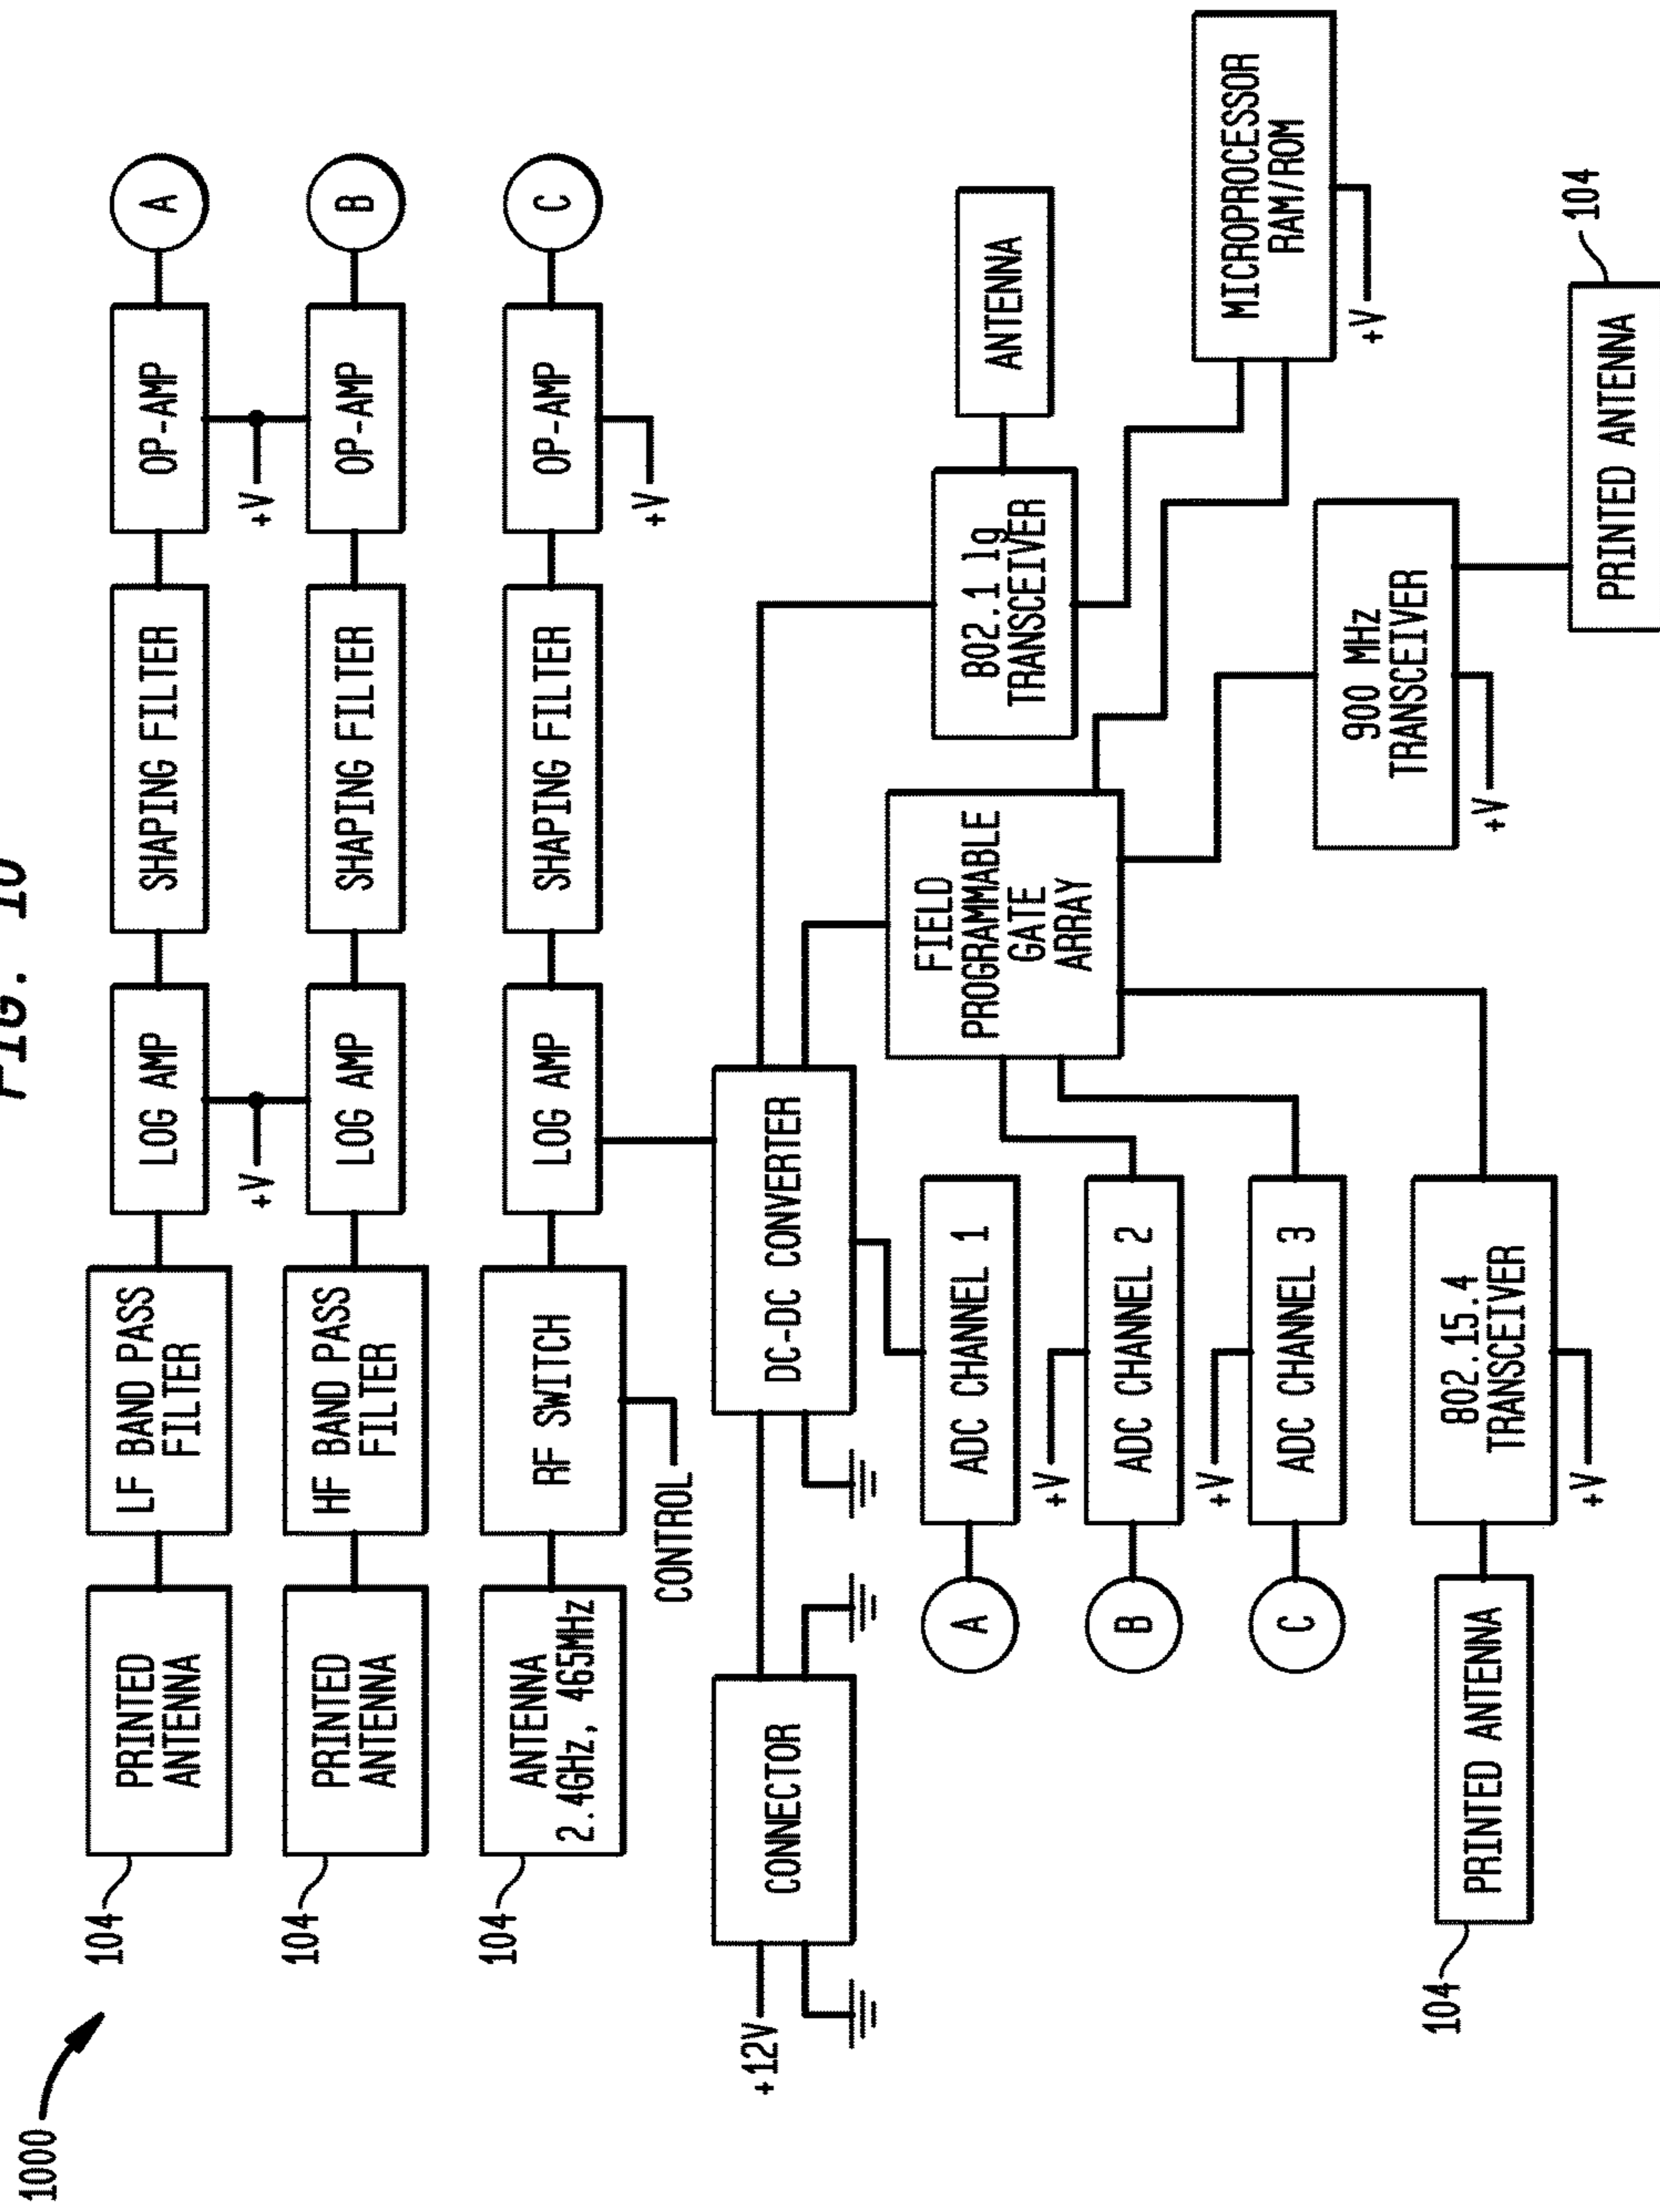 FIG. 10
1000
104
PRINTED
ANTENNA
LF BAND PASS
FILTER
LOG AMP
SHAPING FILTER
OP-AMP
A
+V
+V
104
PRINTED
ANTENNA
HF BAND PASS
FILTER
LOG AMP
SHAPING FILTER
OP-AMP
B
104
ANTENNA
2.4GHz, 465MHz
RF SWITCH
LOG AMP
SHAPING FILTER
OP-AMP
C
CONTROL
+V
+12V
CONNECTOR
DC-DC CONVERTER
A
ADC CHANNEL 1
FIELD
PROGRAMMABLE
GATE
ARRAY
802.1 lg
TRANSCEIVER
ANTENNA
+V
B
ADC CHANNEL 2
+V
C
ADC CHANNEL 3
MICROPROCESSOR
RAM/ROM
+V
900 MHz
TRANSCEIVER
+V
104
PRINTED ANTENNA
802.15.4
TRANSCEIVER
+V
104
PRINTED ANTENNA